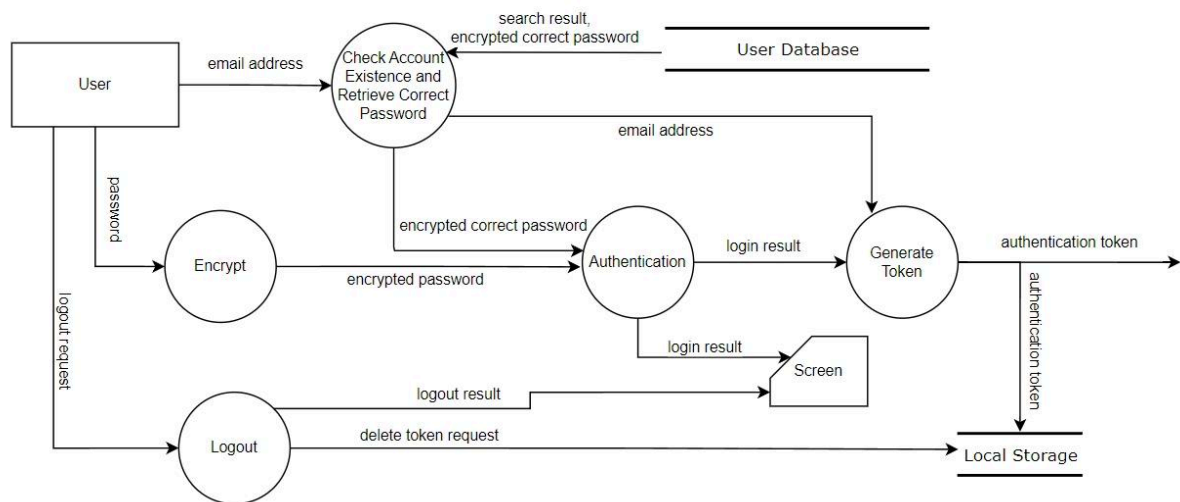 search result,
encrypted correct password
User Database
User
email address
Check Account
Existence and
Retrieve Correct
Password
email address
password
encrypted correct password
Encrypt
encrypted password
Authentication
login result
Generate
Token
authentication token
authentication token
logout request
login result
Screen
logout result
Logout
delete token request
Local Storage